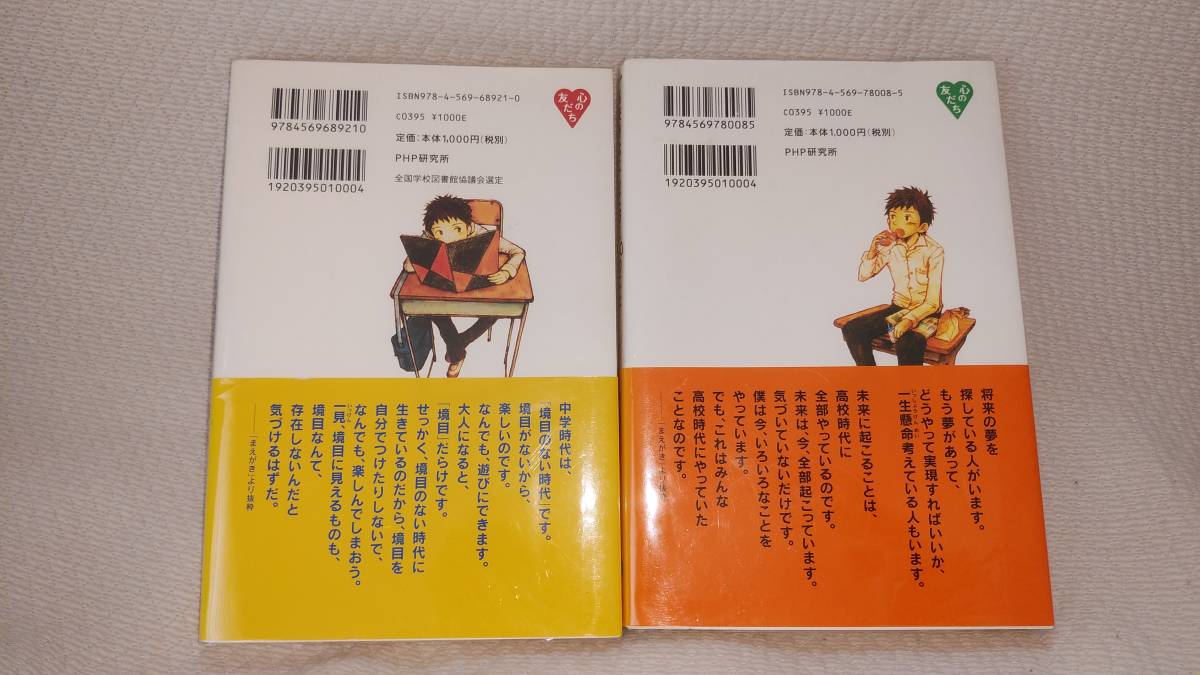 ISBN978-4-569-68921-0
C0395 ¥1000E
定価：本体1,000円（税別）
PHP研究所
全国学校図書館協議会選定
9784569689210
1920395010004
心の
友だち
中学時代は、
「境目のない時代」です。
境目がないから、
楽しいのです。
なんでも、遊びにできます。
大人になると、
「境目」だらけです。
せっかく、境目のない時代に
生きているのだから、境目を
自分でつけたりしないで、
なんでも、楽しんでしまおう。
一見、境目に見えるものも、
いっけん
境目なんて、
存在しないんだと
気づけるはずだ。
――「まえがき」より抜粋
ISBN978-4-569-78008-5
C0395 ¥1000E
定価：本体1,000円（税別）
PHP研究所
9784569780085
1920395010004
心の
友だち
将来の夢を
探している人がいます。
もう夢があって、
どうやって実現すればいいか、
一生懸命考えている人もいます。
いっしょうけんめい
未来に起こることは、
高校時代に
全部やっているのです。
未来は、今、全部起こっています。
気づいていないだけです。
僕は今、いろいろなことを
やっています。
でも、これはみんな
高校時代にやっていた
ことなのです。
――「まえがき」より抜粋